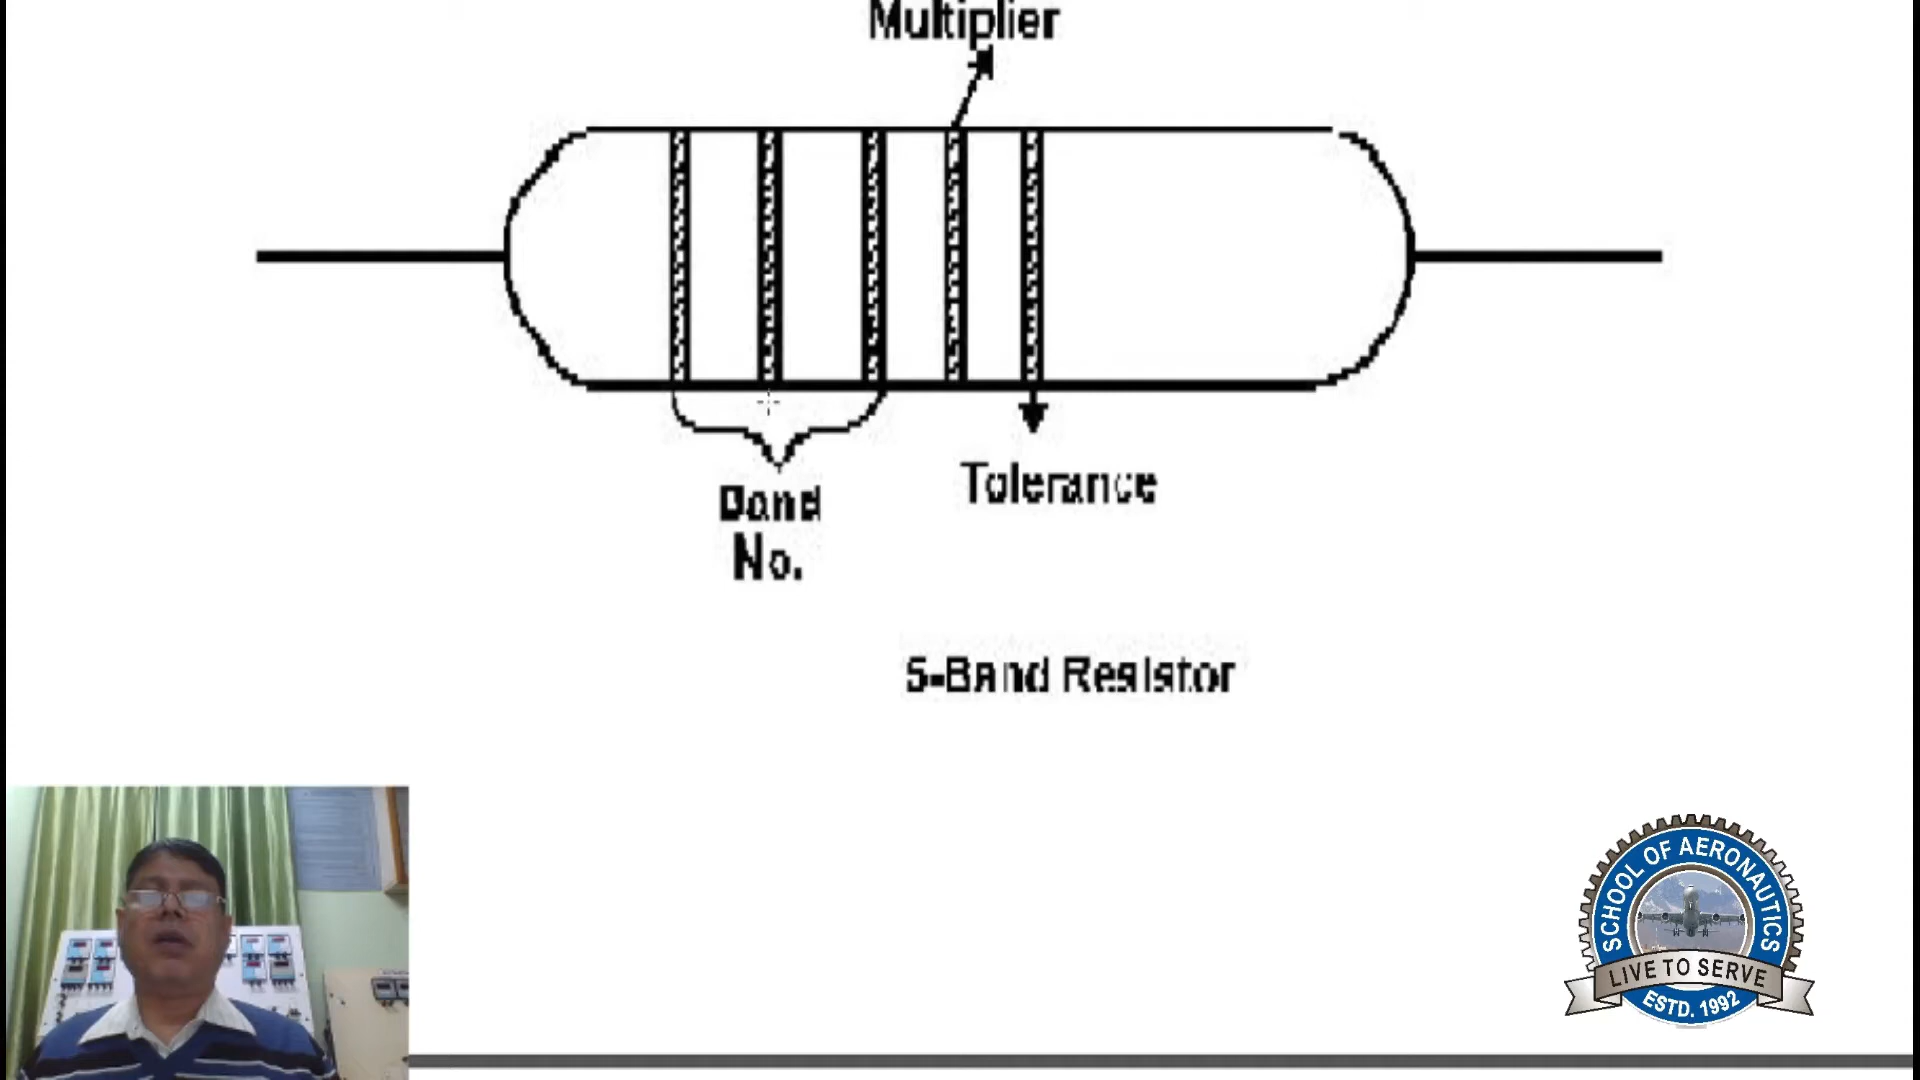 Multiplier
Band
No.
Tolerance
5-Band Resistor
SCHOOL OF AERONAUTICS
LIVE TO SERVE
ESTD. 1992